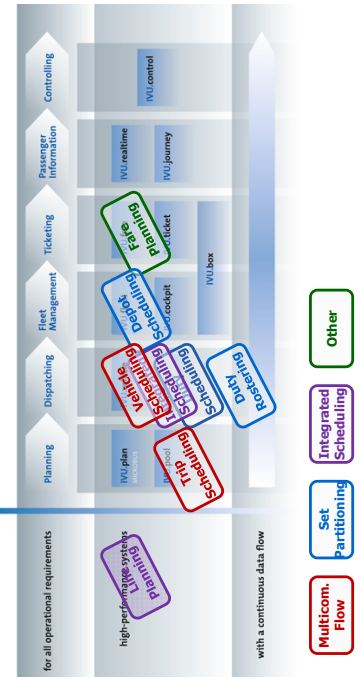 for all operational requirements
Planning
Dispatching
Fleet
Management
Ticketing
Passenger
Information
Controlling
high-performance systems
IVU.plan
IVU.pool
IVU.cockpit
IVU.ticket
IVU.box
IVU.realtime
IVU.journey
IVU.control
with a continuous data flow
Line
Planning
Trip
Scheduling
Vehicle
Scheduling
Scheduling
Scheduling
Depot
Scheduling
Duty
Rostering
Fare
Planning
Multicom.
Flow
Set
Partitioning
Integrated
Scheduling
Other